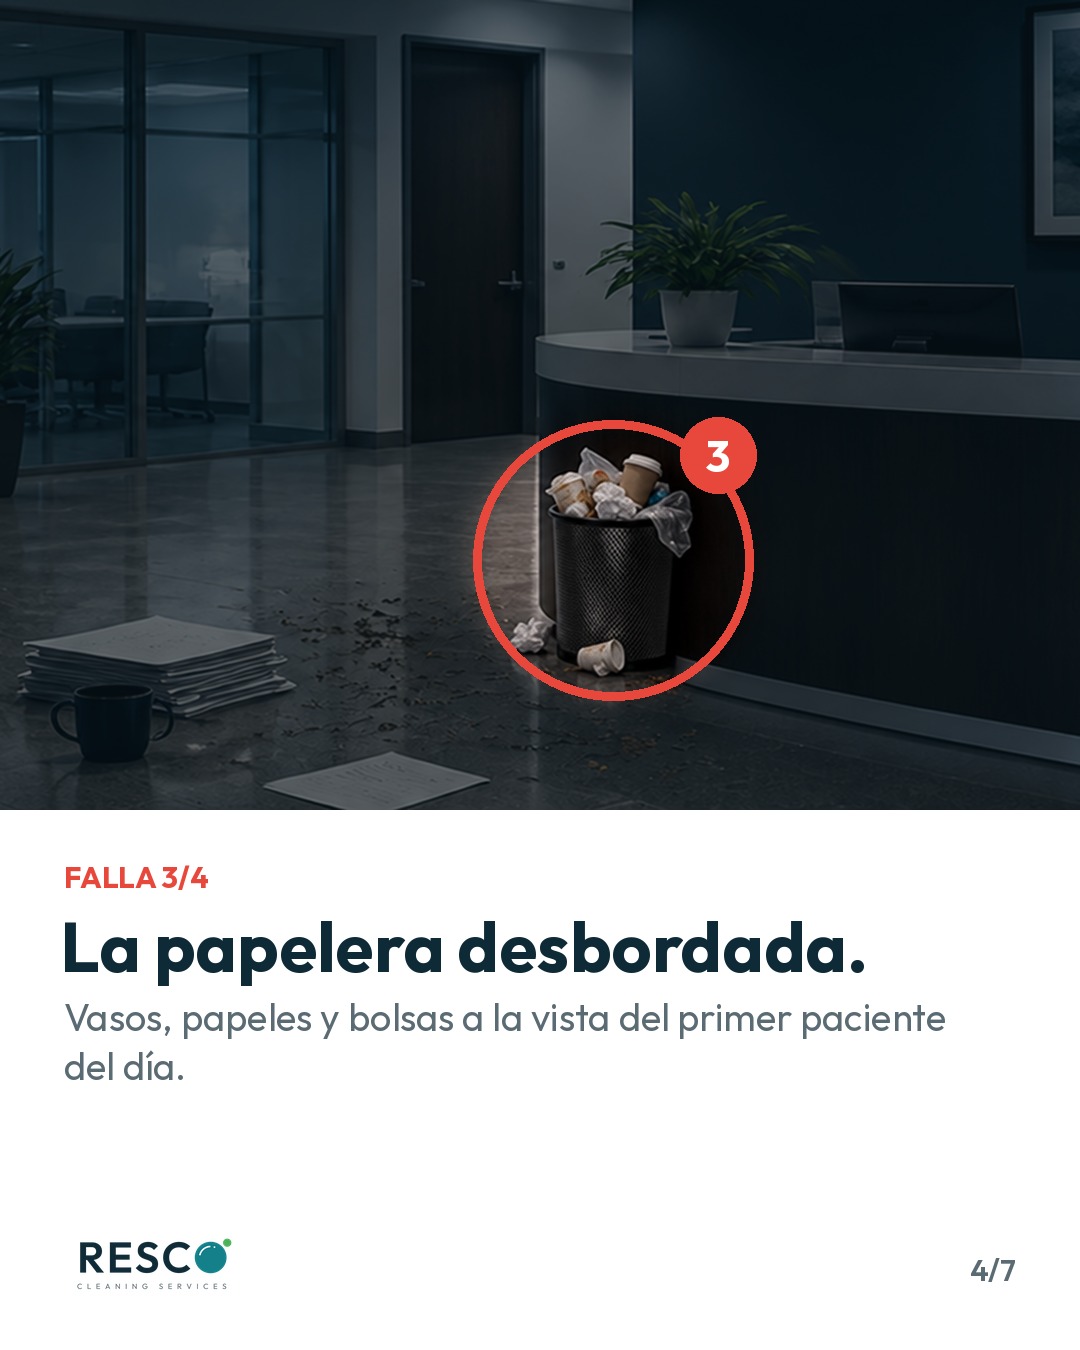 3
FALLA 3/4
La papelera desbordada.
Vasos, papeles y bolsas a la vista del primer paciente
del día.
RESCO
CLEANING SERVICES
4/7